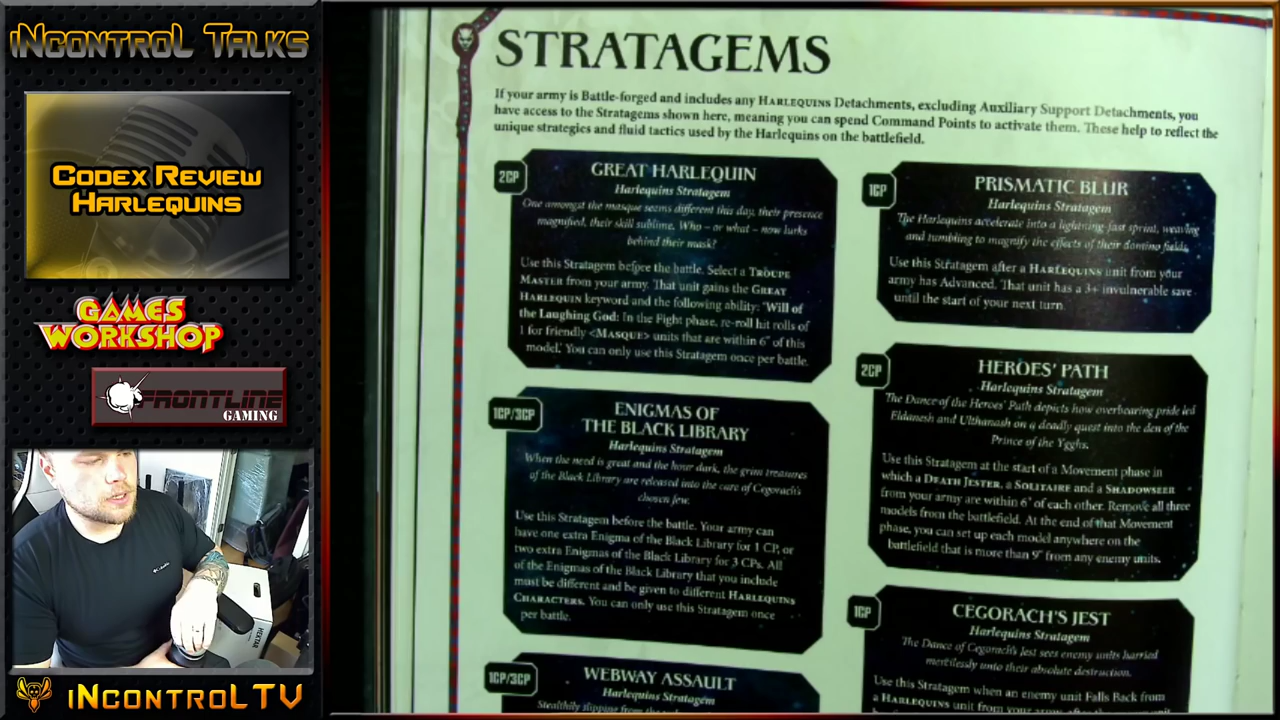 iNcontroL Talks
Codex Review
Harlequins
GAMES
WORKSHOP
FRONTLINE
GAMING
iNcontroLTV
STRATAGEMS
If your army is Battle-forged and includes any HARLEQUINS Detachments, excluding Auxiliary Support Detachments, you
have access to the Stratagems shown here, meaning you can spend Command Points to activate them. These help to reflect the
unique strategies and fluid tactics used by the Harlequins on the battlefield.
2CP
GREAT HARLEQUIN
Harlequins Stratagem
One amongst the masque seems different this day, their presence
magnified, their skill sublime. Who – or what – now lurks
behind their mask?
Use this Stratagem before the battle. Select a TROUPE
MASTER from your army. That unit gains the GREAT
HARLEQUIN keyword and the following ability: 'Will of
the Laughing God: In the Fight phase, re-roll hit rolls of
1 for friendly <MASQUE> units that are within 6" of this
model.' You can only use this Stratagem once per battle.
1CP/3CP
ENIGMAS OF
THE BLACK LIBRARY
Harlequins Stratagem
When the need is great and the hour dark, the grim treasures
of the Black Library are released into the care of Cegorach's
chosen few.
Use this Stratagem before the battle. Your army can
have one extra Enigma of the Black Library for 1 CP, or
two extra Enigmas of the Black Library for 3 CPs. All
of the Enigmas of the Black Library that you include
must be different and be given to different HARLEQUINS
CHARACTERS. You can only use this Stratagem once
per battle.
1CP/3CP
WEBWAY ASSAULT
Harlequins Stratagem
Stealthily slipping from the
1CP
PRISMATIC BLUR
Harlequins Stratagem
The Harlequins accelerate into a lightning-fast sprint, weaving
and tumbling to magnify the effects of their domino fields.
Use this Stratagem after a HARLEQUINS unit from your
army has Advanced. That unit has a 3+ invulnerable save
until the start of your next turn.
2CP
HEROES' PATH
Harlequins Stratagem
The Dance of the Heroes' Path depicts how overbearing pride led
Eldanesh and Ulthanash on a deadly quest into the den of the
Prince of the Ygghs.
Use this Stratagem at the start of a Movement phase in
which a DEATH JESTER, a SOLITAIRE and a SHADOWSEER
from your army are within 6" of each other. Remove all three
models from the battlefield. At the end of that Movement
phase, you can set up each model anywhere on the
battlefield that is more than 9" from any enemy units.
1CP
CEGORACH'S JEST
Harlequins Stratagem
The Dance of Cegorach's Jest sees enemy units harried
mercilessly unto their absolute destruction.
Use this Stratagem when an enemy unit Falls Back from
a HARLEQUINS unit from your army